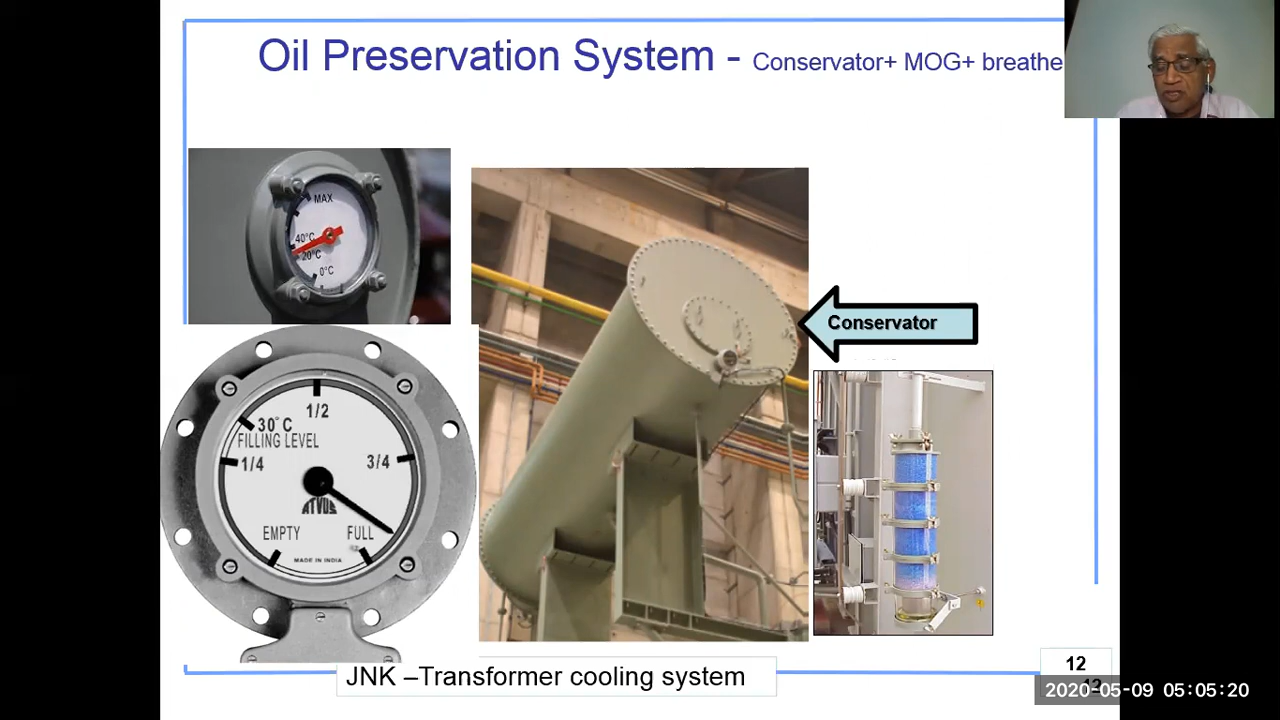 Oil Preservation System - Conservator+ MOG+ breathe
MAX
40°C
20°C
0°C
Conservator
1/2
30°C
FILLING LEVEL
1/4
3/4
ATVUS
EMPTY
FULL
MADE IN INDIA
JNK –Transformer cooling system
12
2020-05-09 05:05:20